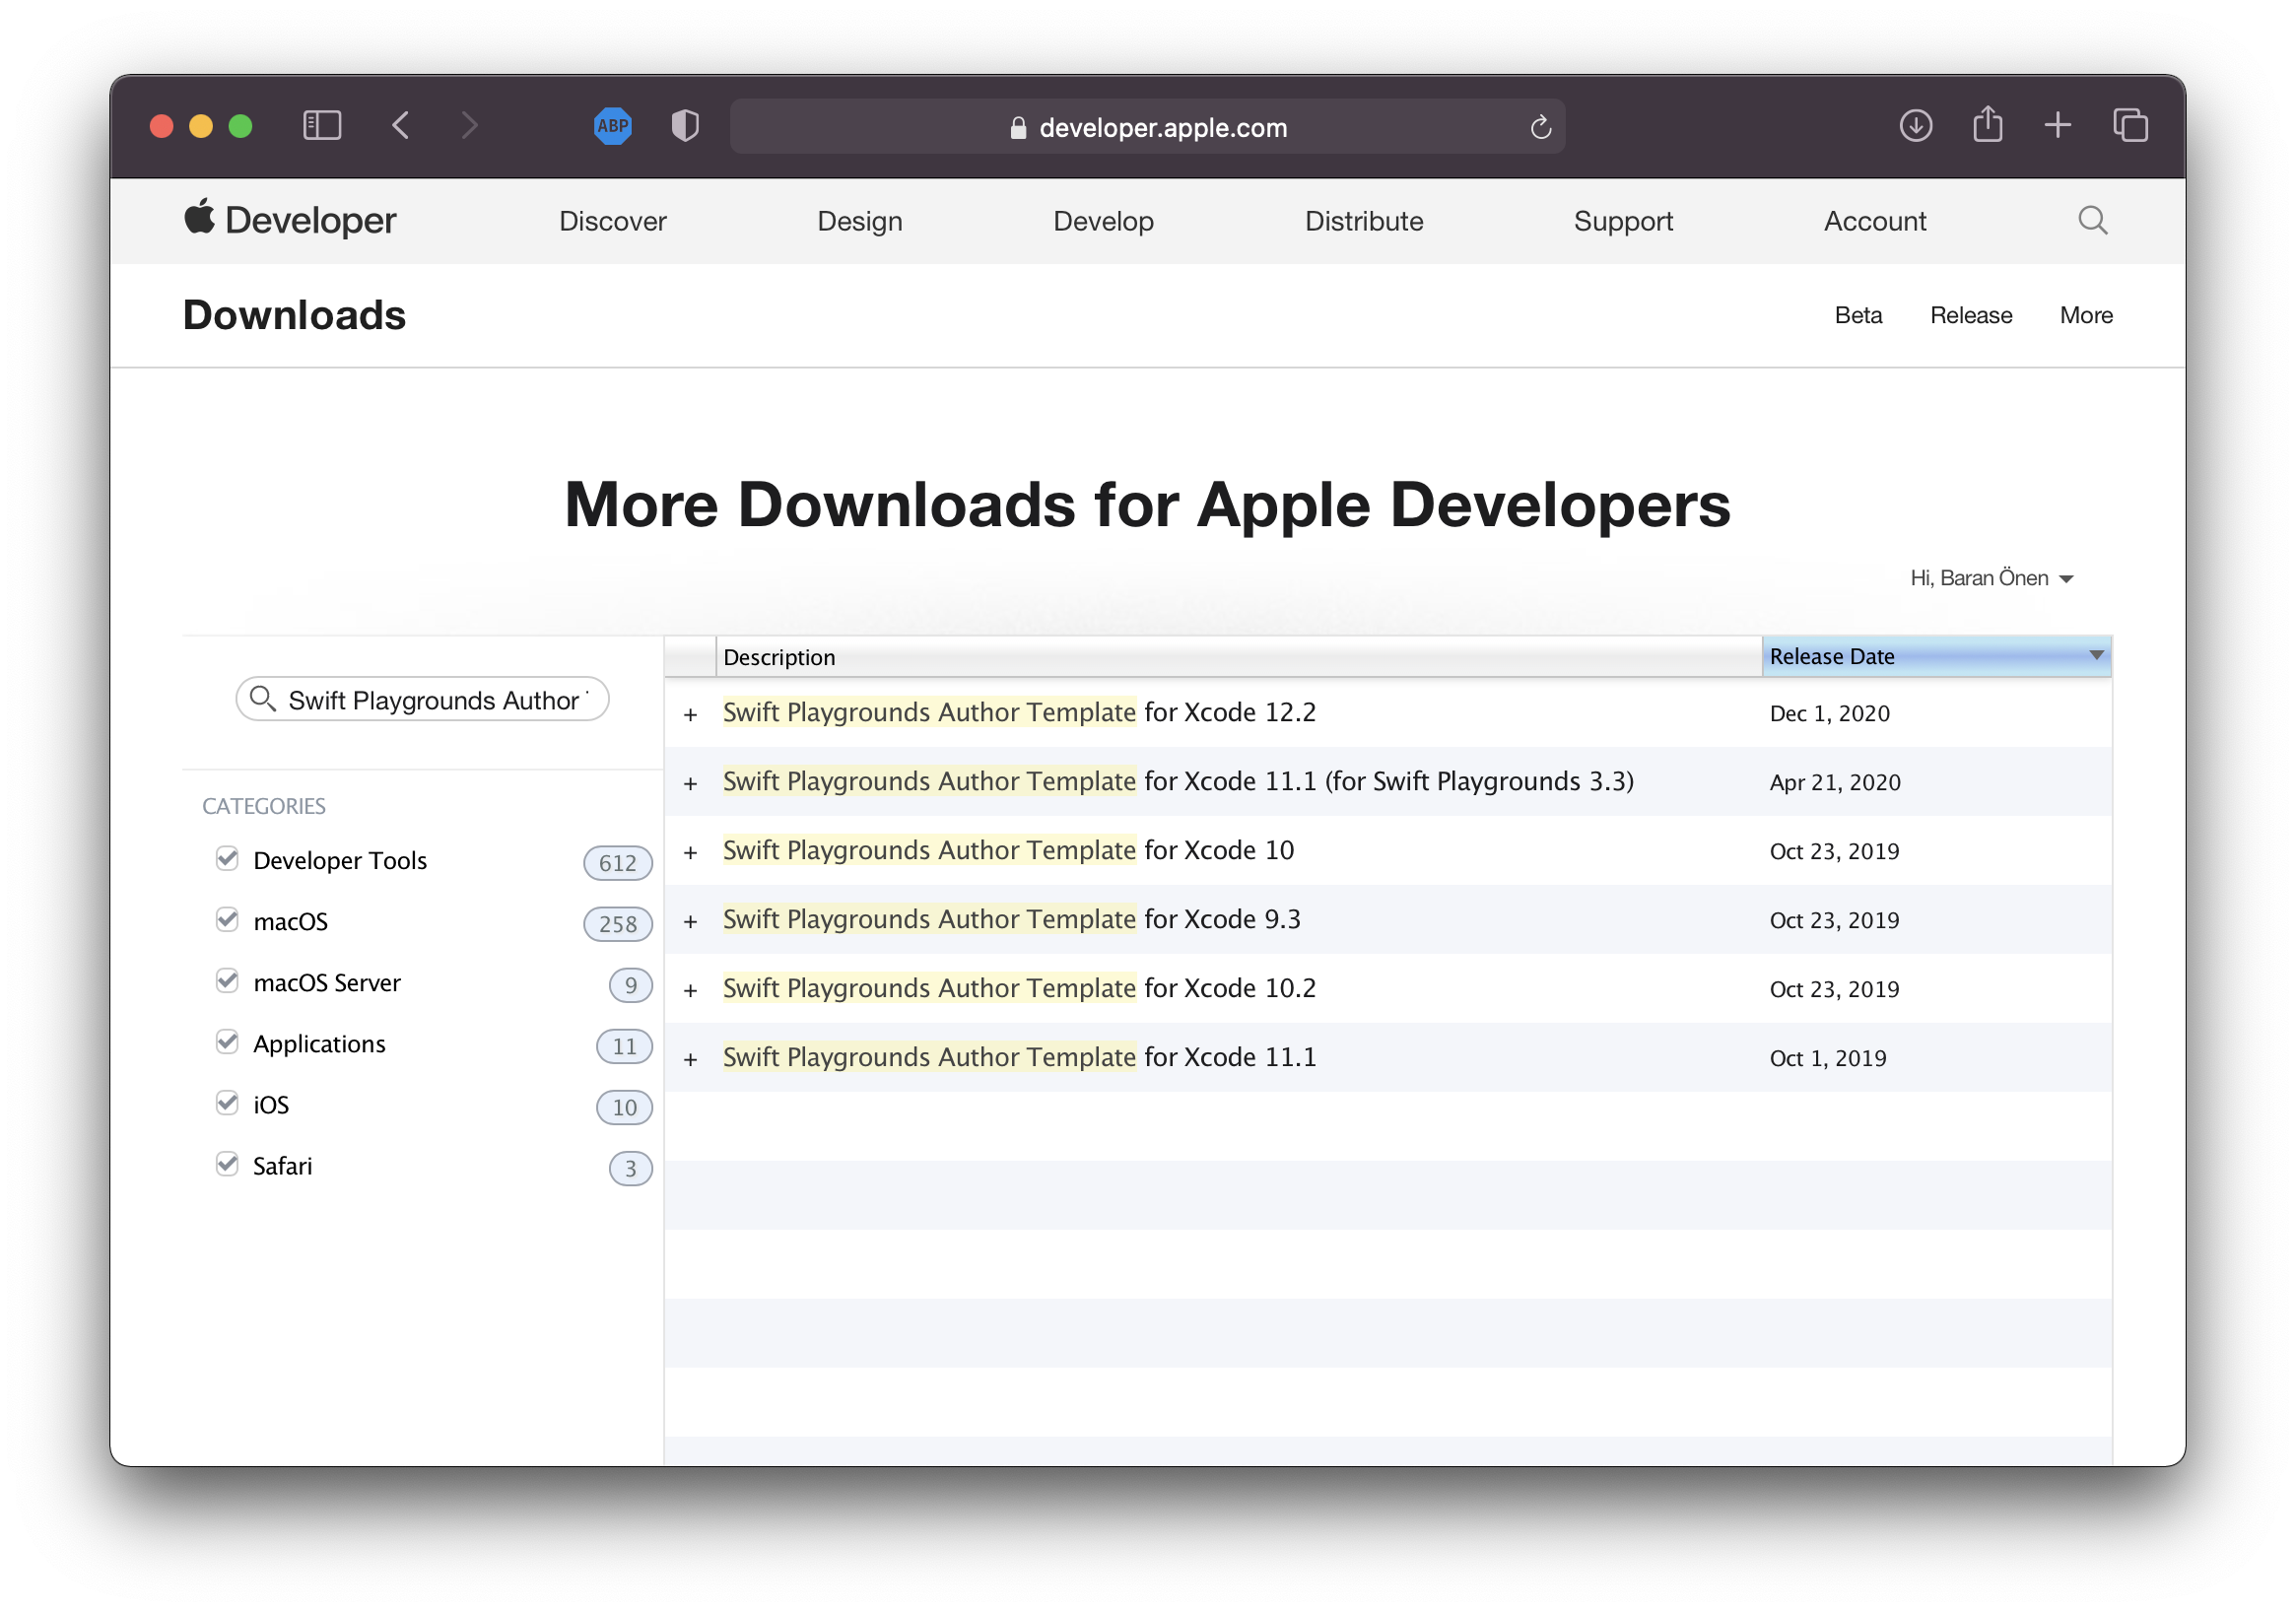 ABP
developer.apple.com
Developer
Discover
Design
Develop
Distribute
Support
Account
Downloads
Beta
Release
More
More Downloads for Apple Developers
Hi, Baran Önen
Swift Playgrounds Author
CATEGORIES
Developer Tools 612
macOS 258
macOS Server 9
Applications 11
iOS 10
Safari 3
Description Release Date
+ Swift Playgrounds Author Template for Xcode 12.2 Dec 1, 2020
+ Swift Playgrounds Author Template for Xcode 11.1 (for Swift Playgrounds 3.3) Apr 21, 2020
+ Swift Playgrounds Author Template for Xcode 10 Oct 23, 2019
+ Swift Playgrounds Author Template for Xcode 9.3 Oct 23, 2019
+ Swift Playgrounds Author Template for Xcode 10.2 Oct 23, 2019
+ Swift Playgrounds Author Template for Xcode 11.1 Oct 1, 2019